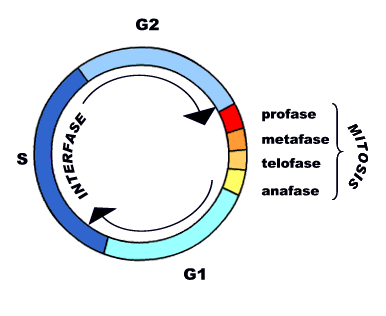 G2
profase
metafase
telofase
anafase
MITOSIS
S
INTERFASE
G1